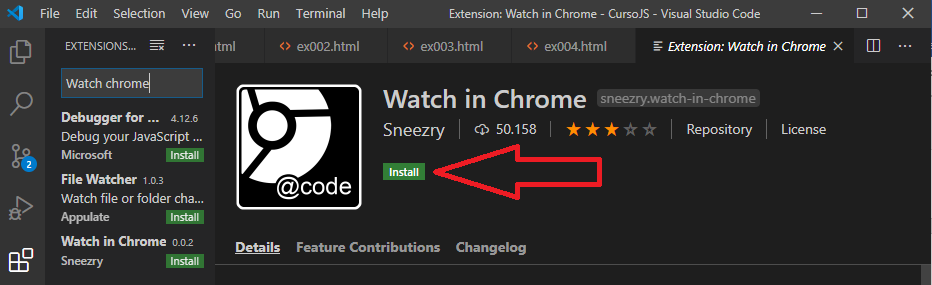 File Edit View Go Run Terminal Help Extension: Watch in Chrome - CursoJS - Visual Studio Code
EXTENSIONS... ··· html ex002.html ex003.html ex004.html Extension: Watch in Chrome ···
Watch chrome
Debugger for ... 4.12.6
Debug your JavaScript ...
Microsoft Install
File Watcher 1.0.3
Watch file or folder cha...
Appulate Install
Watch in Chrome 0.0.2
Sneezry Install
2
@code
Watch in Chrome sneezry.watch-in-chrome
Sneezry 50.158 Repository License
Install
Details Feature Contributions Changelog